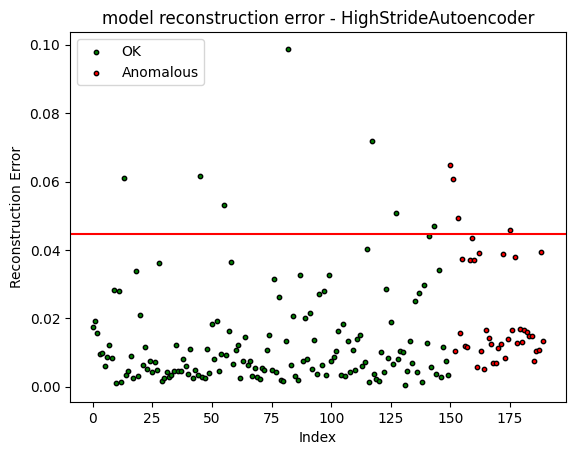 model reconstruction error - HighStrideAutoencoder
OK
Anomalous
0.10
0.08
0.06
0.04
0.02
0.00
Reconstruction Error
0
25
50
75
100
125
150
175
Index